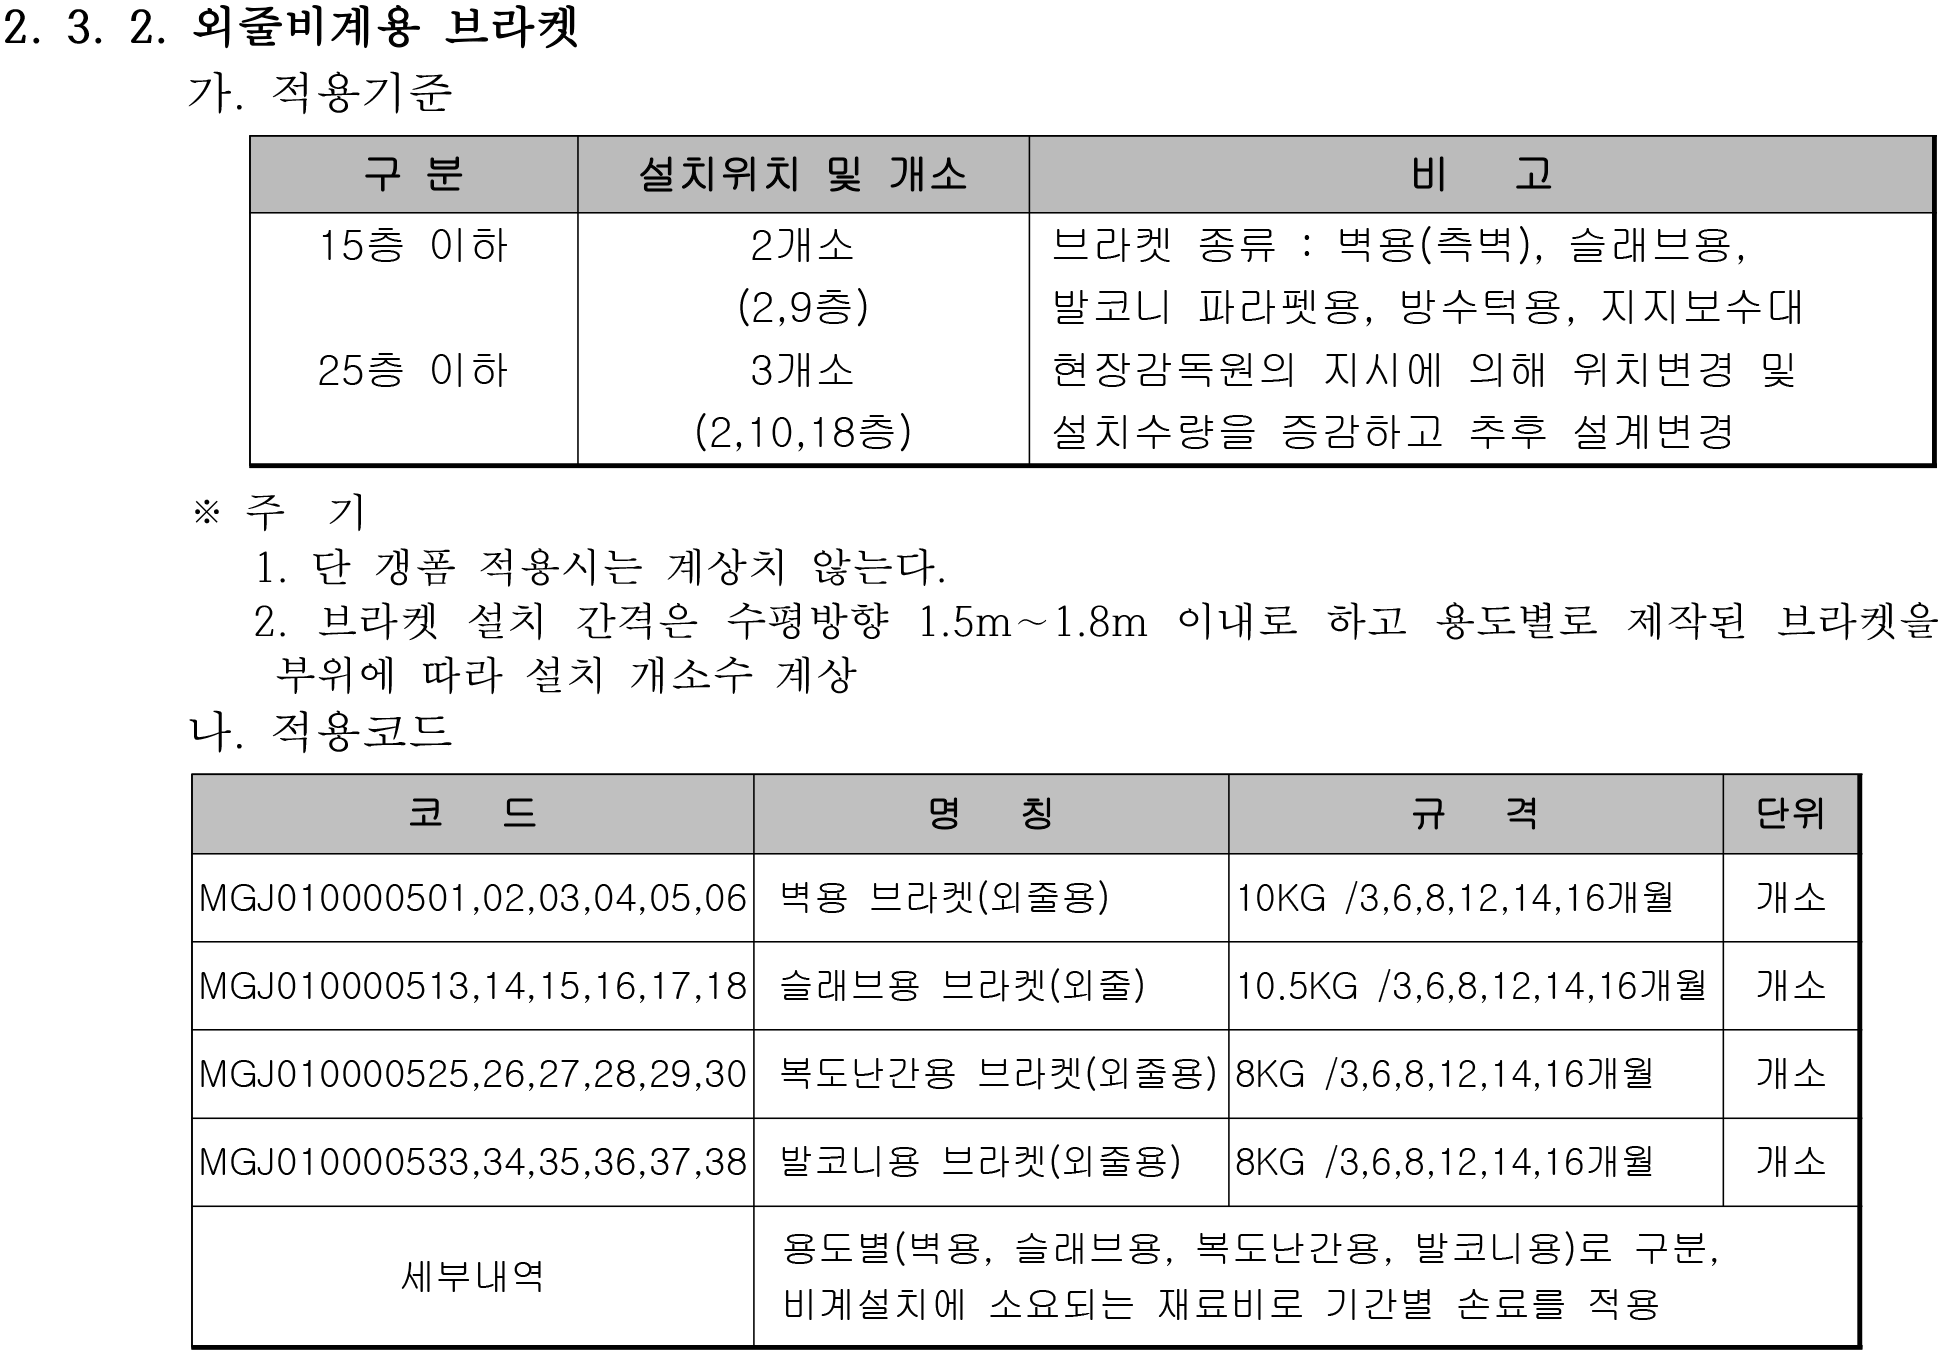 2. 3. 2. 외줄비계용 브라켓
가. 적용기준
구 분 설치위치 및 개소 비 고
15층 이하 2개소 브라켓 종류 : 벽용(측벽), 슬래브용,
(2,9층) 발코니 파라펫용, 방수턱용, 지지보수대
25층 이하 3개소 현장감독원의 지시에 의해 위치변경 및
(2,10,18층) 설치수량을 증감하고 추후 설계변경
※ 주 기
1. 단 갱폼 적용시는 계상치 않는다.
2. 브라켓 설치 간격은 수평방향 1.5m∼1.8m 이내로 하고 용도별로 제작된 브라켓을
부위에 따라 설치 개소수 계상
나. 적용코드
코 드 명 칭 규 격 단위
MGJ010000501,02,03,04,05,06 벽용 브라켓(외줄용) 10KG /3,6,8,12,14,16개월 개소
MGJ010000513,14,15,16,17,18 슬래브용 브라켓(외줄) 10.5KG /3,6,8,12,14,16개월 개소
MGJ010000525,26,27,28,29,30 복도난간용 브라켓(외줄용) 8KG /3,6,8,12,14,16개월 개소
MGJ010000533,34,35,36,37,38 발코니용 브라켓(외줄용) 8KG /3,6,8,12,14,16개월 개소
세부내역 용도별(벽용, 슬래브용, 복도난간용, 발코니용)로 구분,
비계설치에 소요되는 재료비로 기간별 손료를 적용